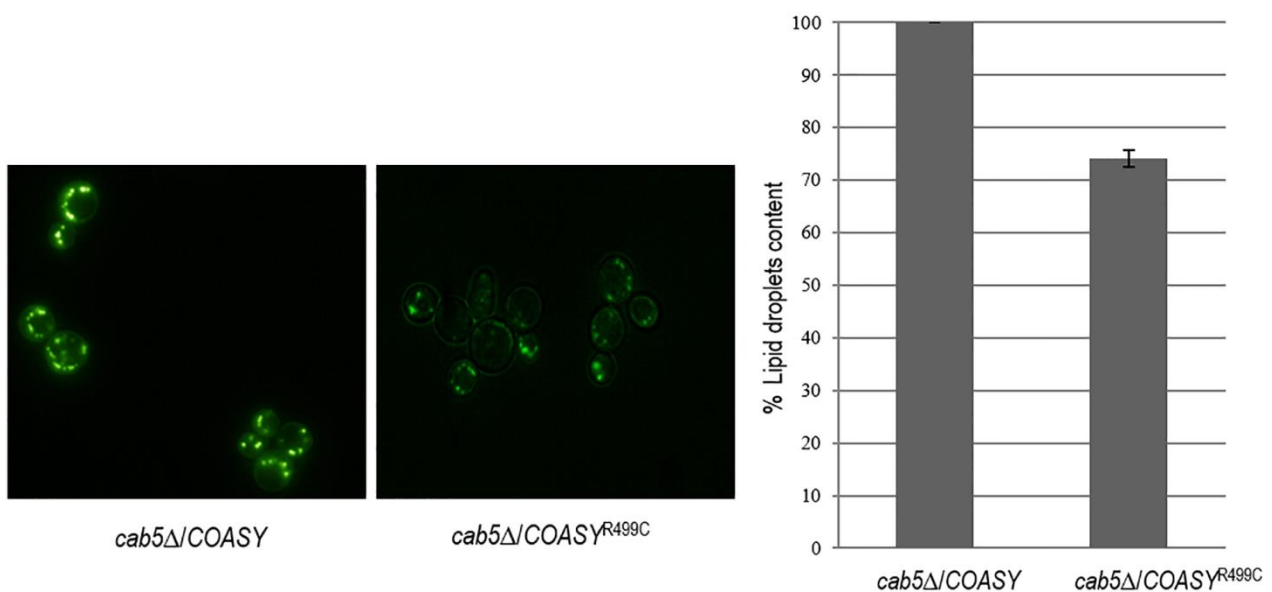 cab5Δ/COASY
cab5Δ/COASYR499C
% Lipid droplets content
100
90
80
70
60
50
40
30
20
10
0
cab5Δ/COASY
cab5Δ/COASYR499C